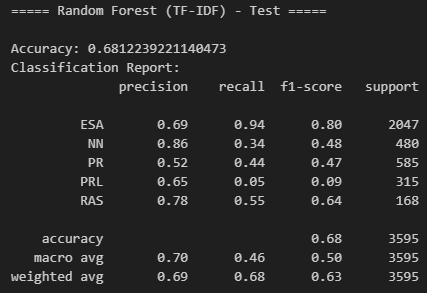 ===== Random Forest (TF-IDF) - Test =====
Accuracy: 0.6812239221140473
Classification Report:
precision recall f1-score support
ESA 0.69 0.94 0.80 2047
NN 0.86 0.34 0.48 480
PR 0.52 0.44 0.47 585
PRL 0.65 0.05 0.09 315
RAS 0.78 0.55 0.64 168
accuracy 0.68 3595
macro avg 0.70 0.46 0.50 3595
weighted avg 0.69 0.68 0.63 3595